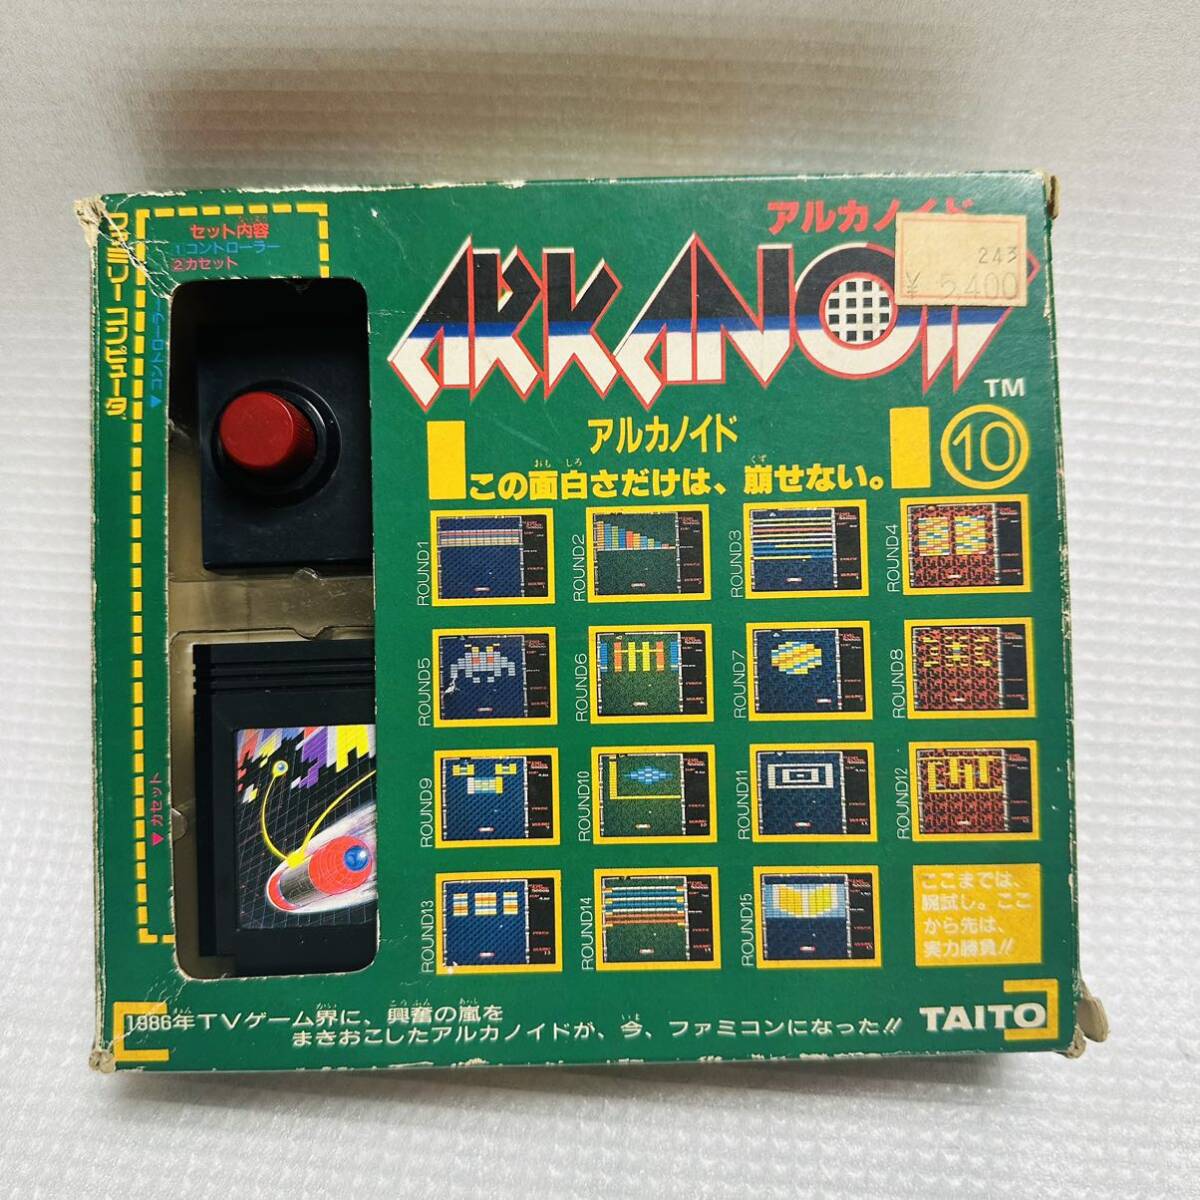 ファミリーコンピュータ
セット内容
①コントローラー
②カセット
▼コントローラー
▼カセット
アルカノイド
ARKANOID
TM
243
¥5,400
アルカノイド
10
この面白さだけは、崩せない。
ROUND1
ROUND2
ROUND3
ROUND4
ROUND5
ROUND6
ROUND7
ROUND8
ROUND9
ROUND10
ROUND11
ROUND12
ROUND13
ROUND14
ROUND15
ここまでは、
腕試し。ここ
から先は、
実力勝負!!
1986年TVゲーム界に、興奮の嵐を
まきおこしたアルカノイドが、今、ファミコンになった!!
TAITO